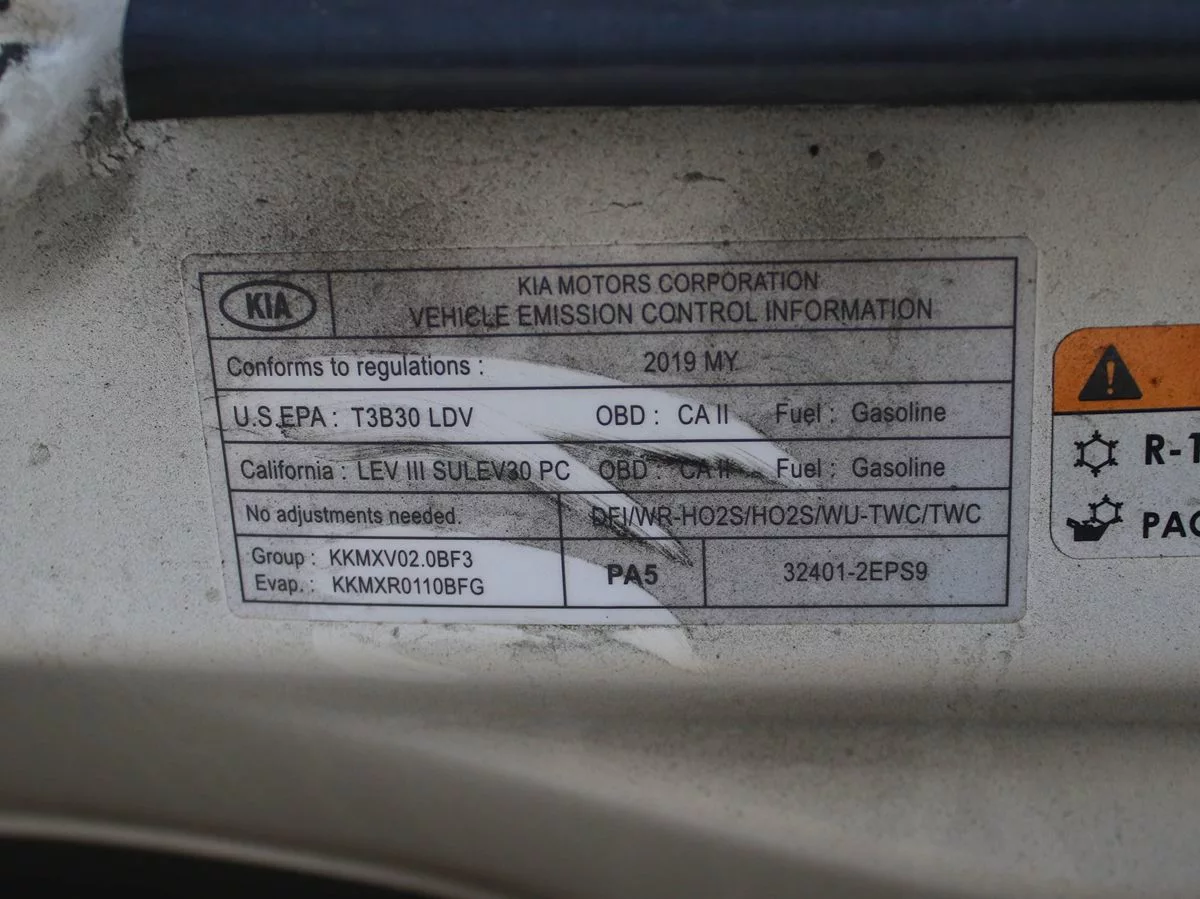 KIA
KIA MOTORS CORPORATION
VEHICLE EMISSION CONTROL INFORMATION
Conforms to regulations : 2019 MY
U.S.EPA : T3B30 LDV OBD : CA II Fuel : Gasoline
California : LEV III SULEV30 PC OBD : CA II Fuel : Gasoline
No adjustments needed. DFI/WR-HO2S/HO2S/WU-TWC/TWC
Group : KKMXV02.0BF3
Evap. : KKMXR0110BFG
PA5 32401-2EPS9
R-1
PAG